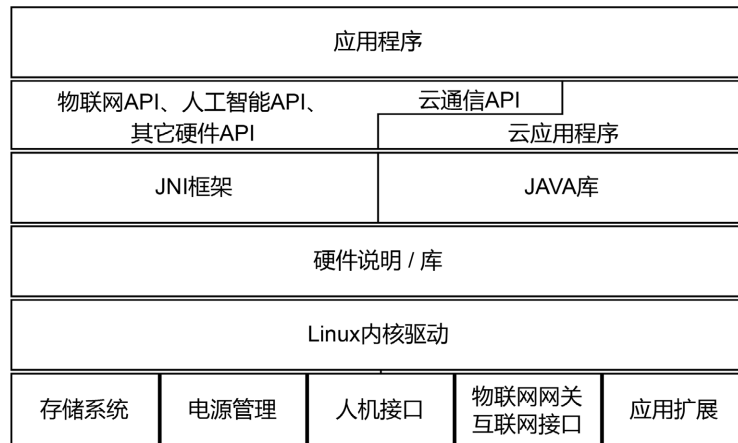 应用程序
物联网API、人工智能API、
其它硬件API
云通信API
云应用程序
JNI框架
JAVA库
硬件说明 / 库
Linux内核驱动
存储系统
电源管理
人机接口
物联网网关
互联网接口
应用扩展